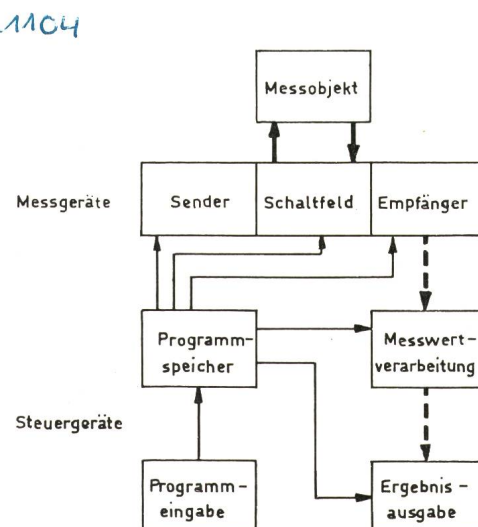 1104
Messobjekt
Messgeräte
Sender
Schaltfeld
Empfänger
Programm-
speicher
Messwert-
verarbeitung
Steuergeräte
Programm-
eingabe
Ergebnis-
ausgabe